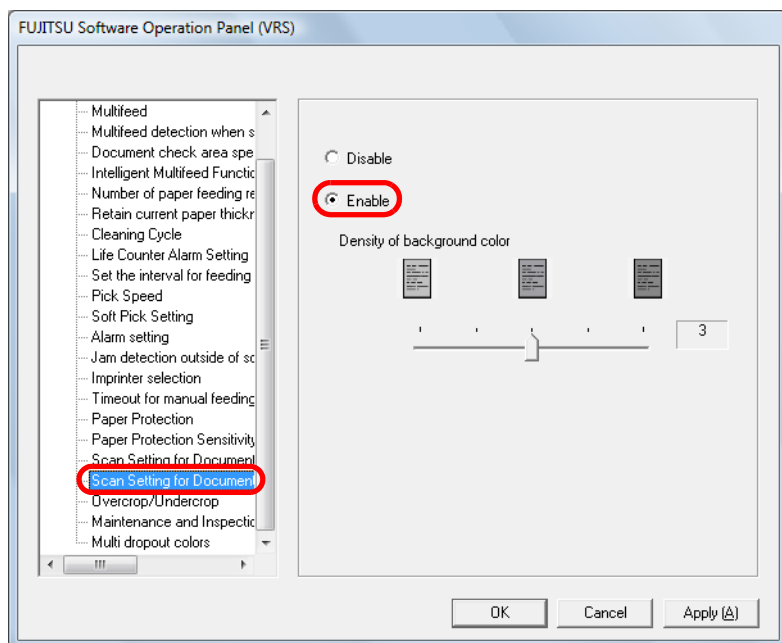 FUJITSU Software Operation Panel (VRS)
Multifeed
Multifeed detection when s
Document check area spe
Intelligent Multifeed Functic
Number of paper feeding re
Retain current paper thickr
Cleaning Cycle
Life Counter Alarm Setting
Set the interval for feeding
Pick Speed
Soft Pick Setting
Alarm setting
Jam detection outside of sc
Imprinter selection
Timeout for manual feeding
Paper Protection
Paper Protection Sensitivity
Scan Setting for Document
Scan Setting for Document
Overcrop/Undercrop
Maintenance and Inspectic
Multi dropout colors
Disable
Enable
Density of background color
3
OK
Cancel
Apply (A)